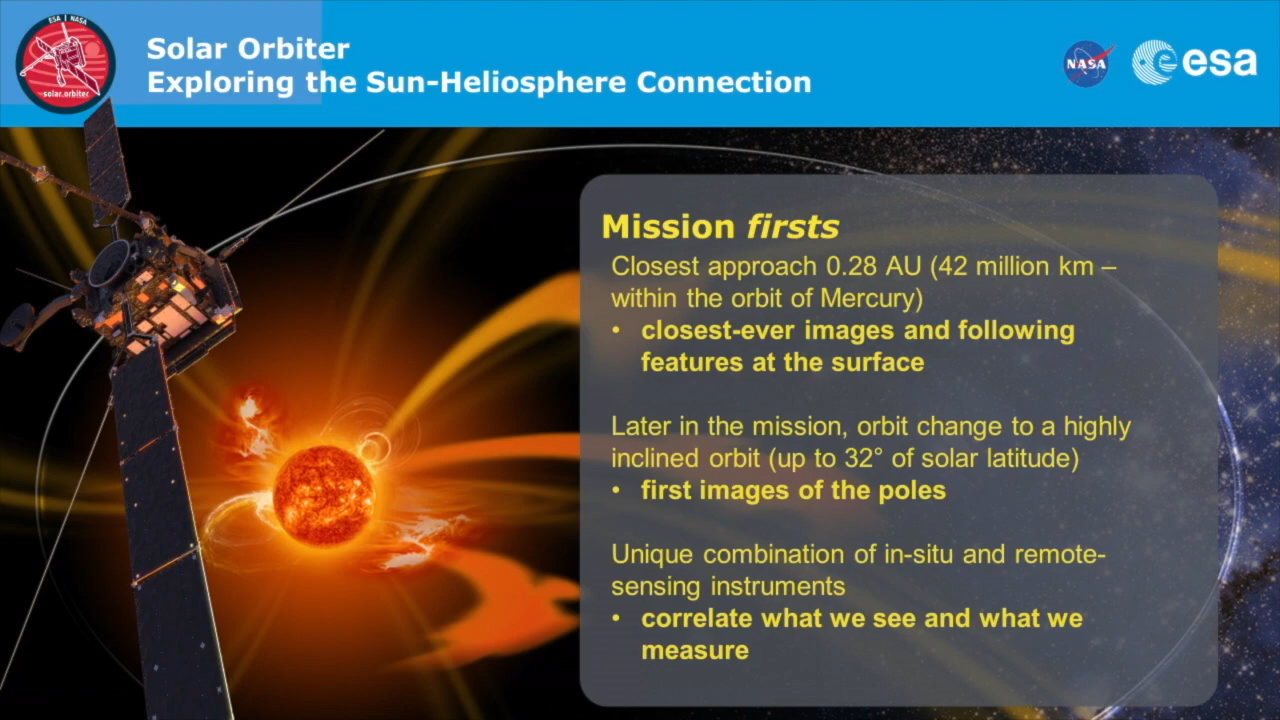 ESA | NASA
solar.orbiter
Solar Orbiter
Exploring the Sun-Heliosphere Connection
NASA
esa
Mission firsts
Closest approach 0.28 AU (42 million km –
within the orbit of Mercury)
• closest-ever images and following
features at the surface
Later in the mission, orbit change to a highly
inclined orbit (up to 32° of solar latitude)
• first images of the poles
Unique combination of in-situ and remote-
sensing instruments
• correlate what we see and what we
measure